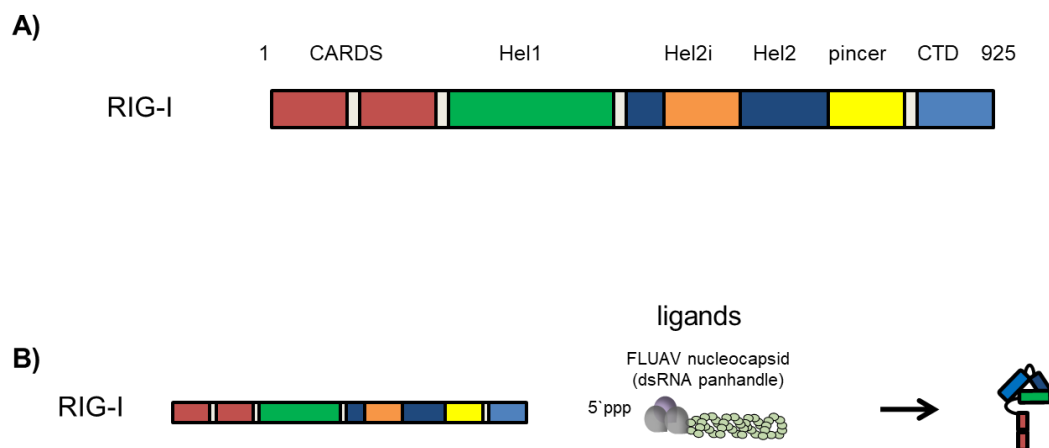 A)
1 CARDS Hel1 Hel2i Hel2 pincer CTD 925
RIG-I
ligands
B)
FLUAV nucleocapsid
(dsRNA panhandle)
RIG-I
5`ppp